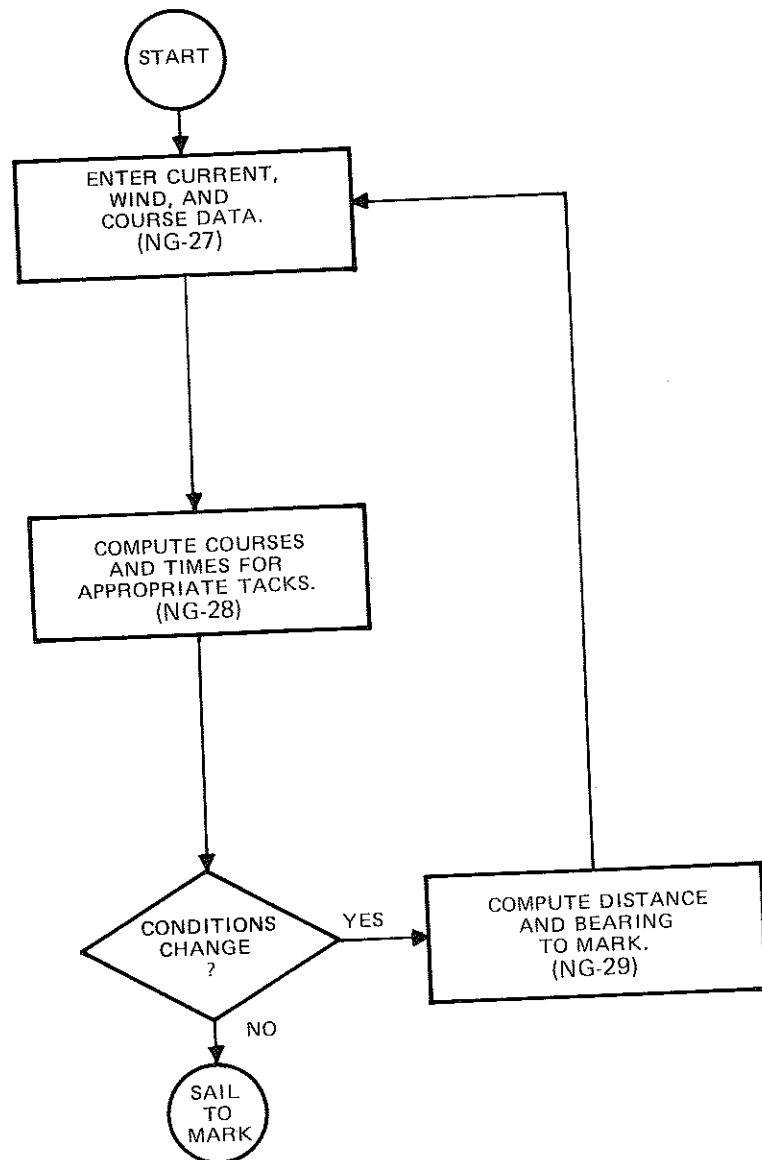 START
ENTER CURRENT,
WIND, AND
COURSE DATA.
(NG-27)
COMPUTE COURSES
AND TIMES FOR
APPROPRIATE TACKS.
(NG-28)
CONDITIONS
CHANGE
?
YES
COMPUTE DISTANCE
AND BEARING
TO MARK.
(NG-29)
NO
SAIL
TO
MARK